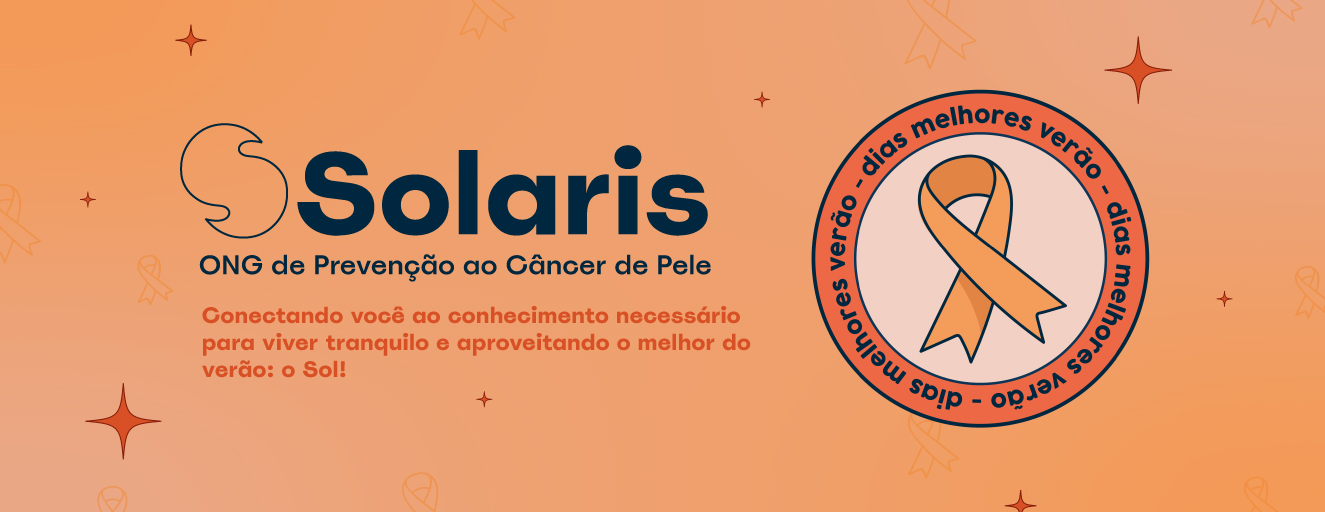 Solaris
ONG de Prevenção ao Câncer de Pele
Conectando você ao conhecimento necessário
para viver tranquilo e aproveitando o melhor do
verão: o Sol!
dias melhores verão - dias melhores verão - dias melhores verão -